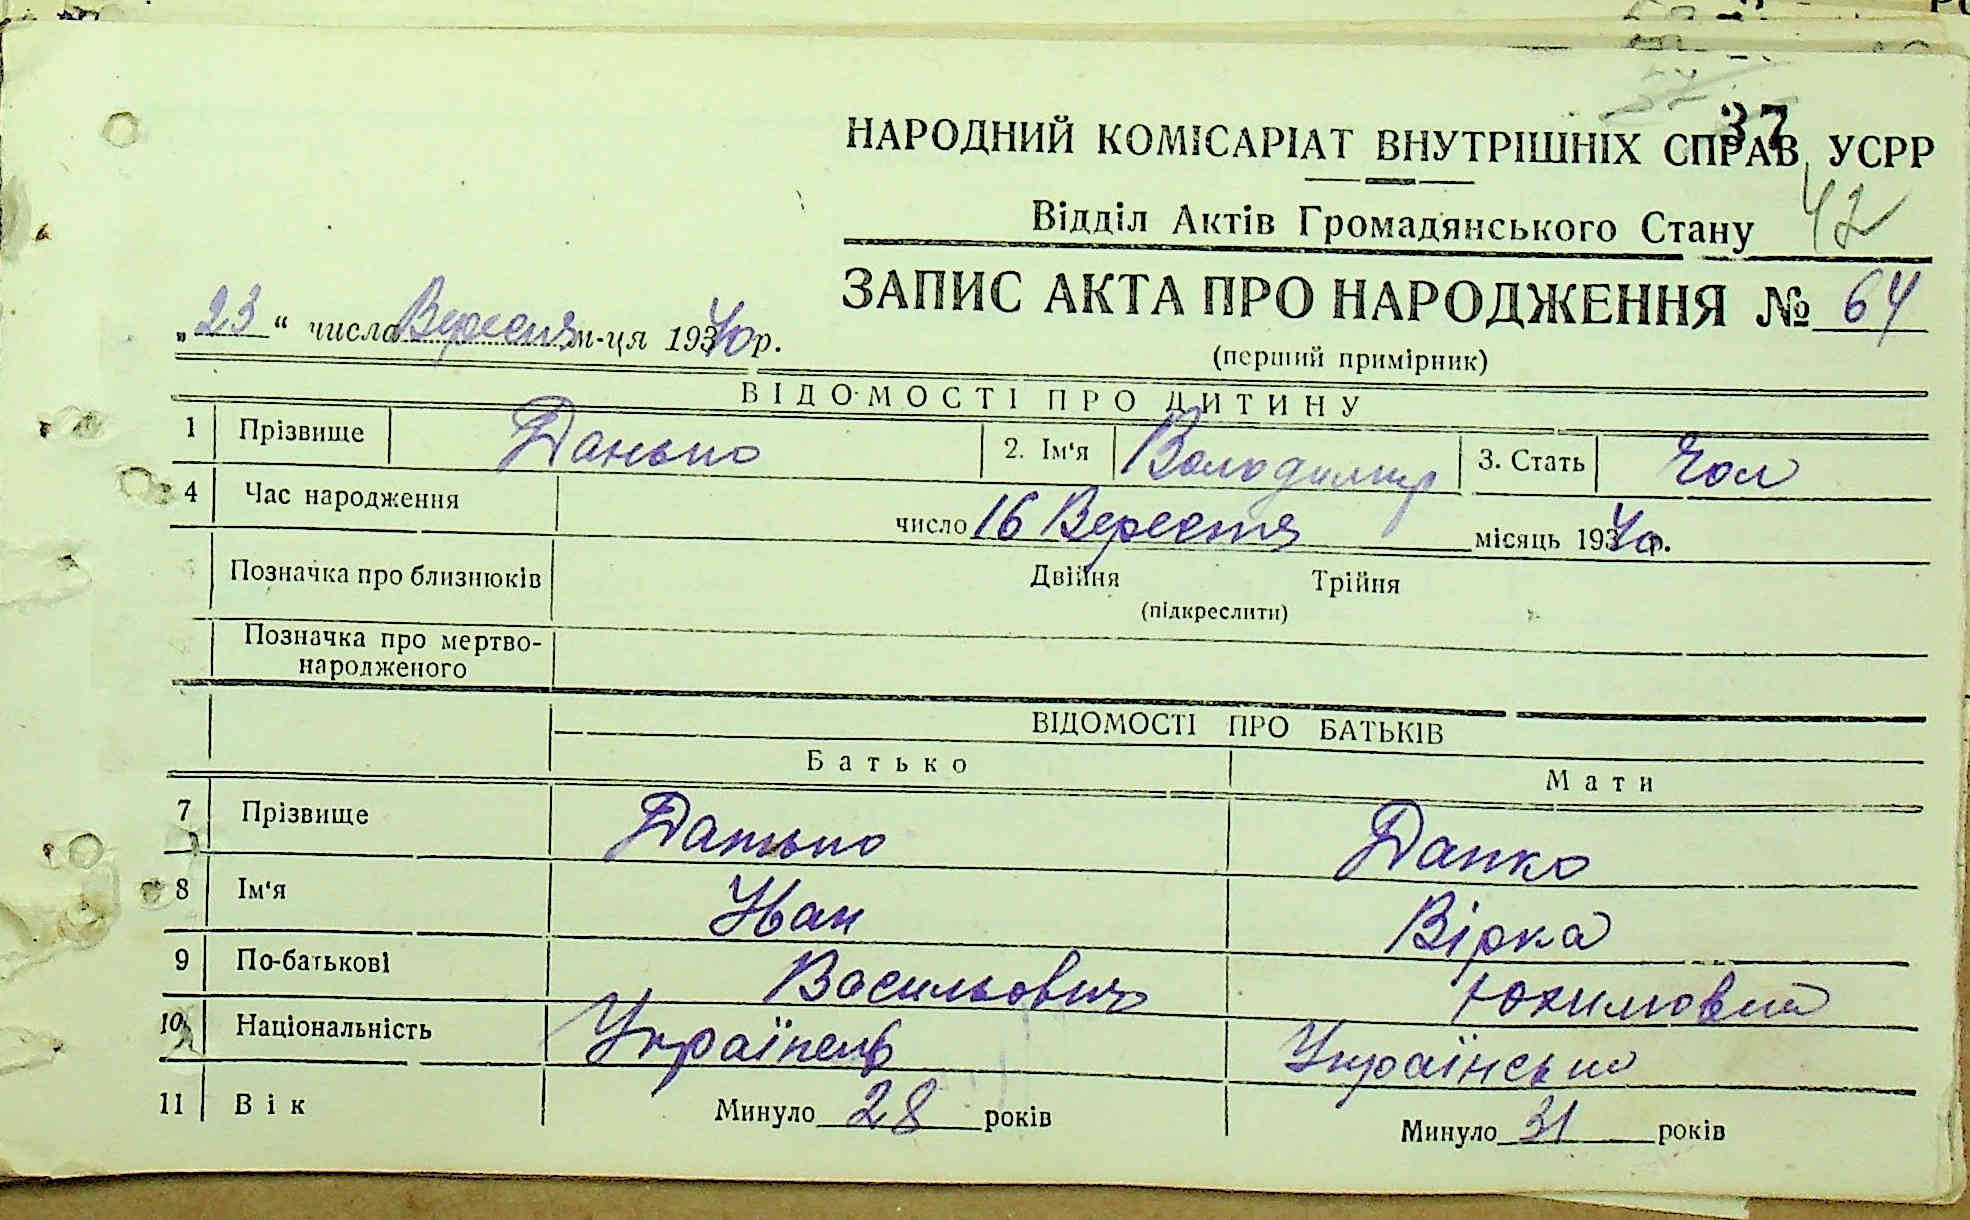 37
НАРОДНИЙ КОМІСАРІАТ ВНУТРІШНІХ СПРАВ УСРР
Відділ Актів Громадянського Стану 42
ЗАПИС АКТА ПРО НАРОДЖЕННЯ № 64
„23“ числа Вересня м-ця 1940 р.
(перший примірник)
ВІДОМОСТІ ПРО ДИТИНУ
1 Прізвище Данько 2. Ім‘я Володимир 3. Стать Чол
4 Час народження число 16 Вересня місяць 1940 р.
Позначка про близнюків Двійня Трійня
(підкреслити)
Позначка про мертво-
народженого
ВІДОМОСТІ ПРО БАТЬКІВ
Батько Мати
7 Прізвище Данько Данко
8 Ім‘я Иван Вірка
9 По-батькові Васильович Юхимовна
10 Національність Українець Українська
11 Вік Минуло 28 років Минуло 31 років